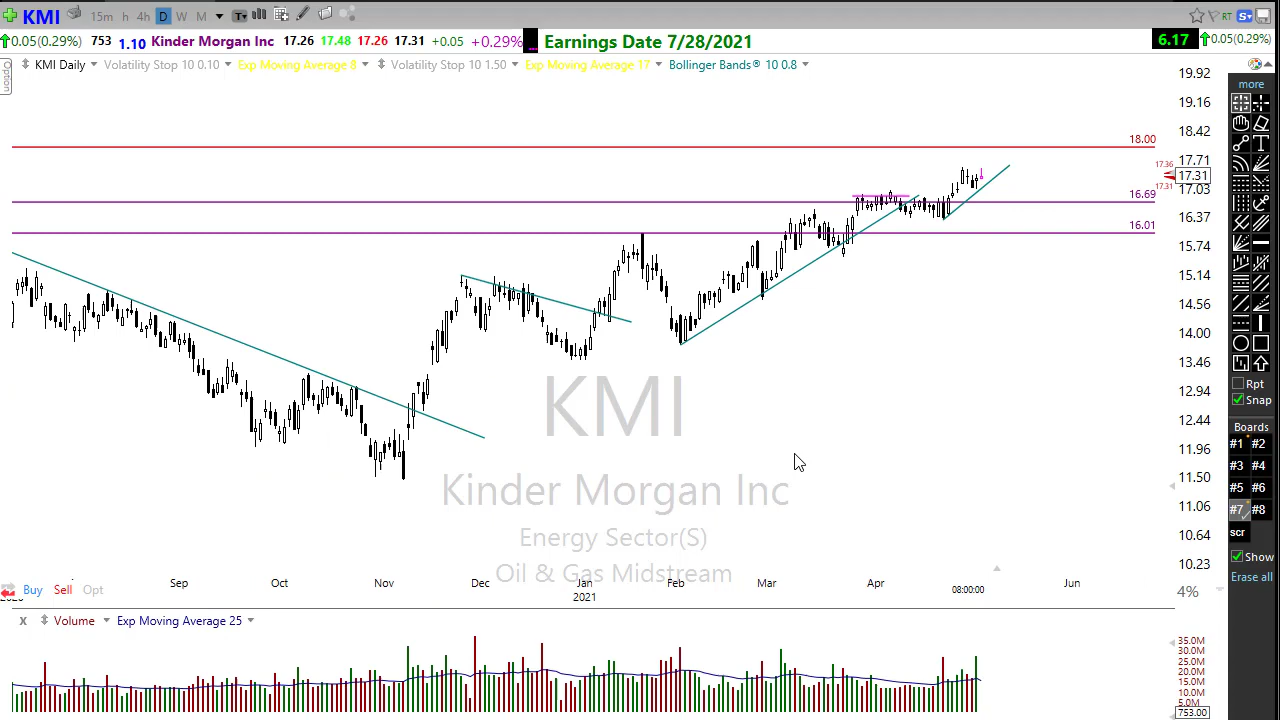 KMI 15m h 4h D W M T
0.05(0.29%) 753 1.10 Kinder Morgan Inc 17.26 17.48 17.26 17.31 +0.05 +0.29% Earnings Date 7/28/2021 6.17 0.05(0.29%)
RT S
Option
KMI Daily Volatility Stop 10 0.10 Exp Moving Average 8 Volatility Stop 10 1.50 Exp Moving Average 17 Bollinger Bands® 10 0.8
19.92
19.16
18.42
18.00
17.71
17.36
17.31
17.31
17.03
16.69
16.37
16.01
15.74
15.14
14.56
14.00
13.46
12.94
12.44
11.96
11.50
11.06
10.64
10.23
KMI
Kinder Morgan Inc
Energy Sector(S)
Oil & Gas Midstream
Sep Oct Nov Dec Jan Feb Mar Apr Jun
2021
08:00:00
4%
Buy Sell Opt
x Volume Exp Moving Average 25
35.0M
30.0M
25.0M
20.0M
15.0M
10.0M
5.0M
753.00
more
T
Rpt
Snap
Boards
#1 #2
#3 #4
#5 #6
#7 #8
scr
Show
Erase all